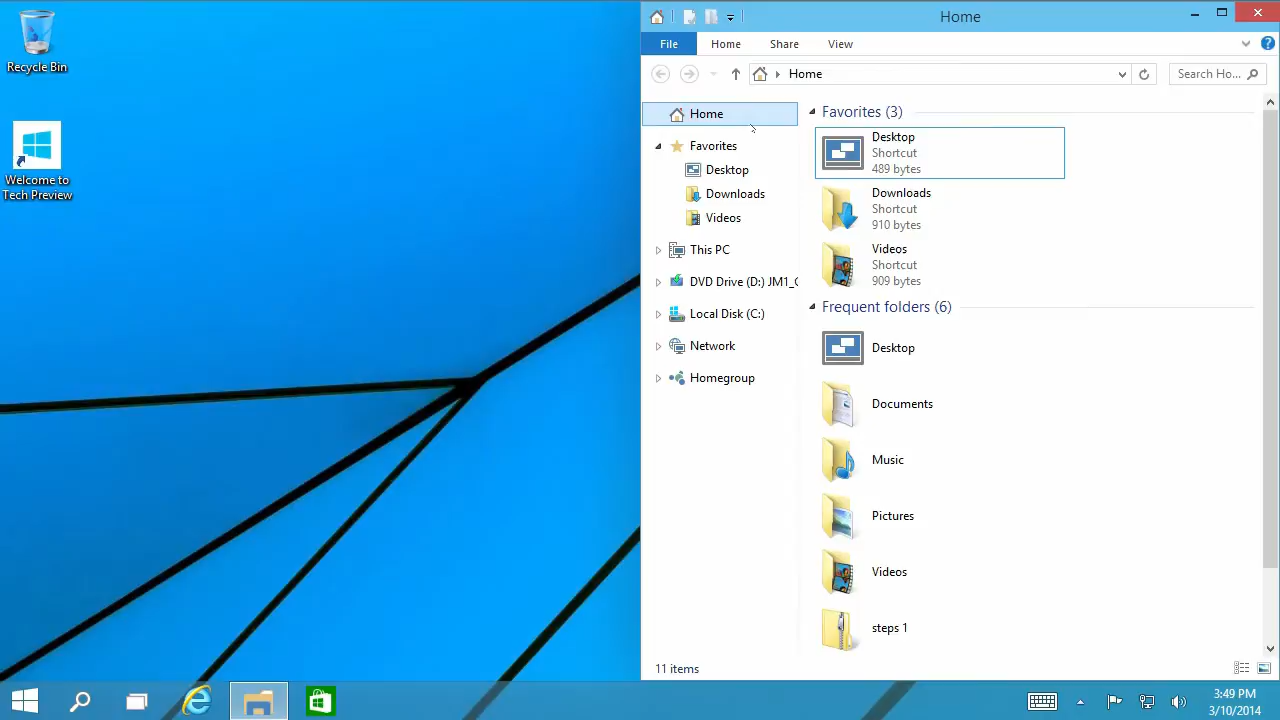 Recycle Bin
Welcome to
Tech Preview
Home
File
Home
Share
View
Home
Search Ho...
Home
Favorites
Desktop
Downloads
Videos
This PC
DVD Drive (D:) JM1_C
Local Disk (C:)
Network
Homegroup
Favorites (3)
Desktop
Shortcut
489 bytes
Downloads
Shortcut
910 bytes
Videos
Shortcut
909 bytes
Frequent folders (6)
Desktop
Documents
Music
Pictures
Videos
steps 1
11 items
3:49 PM
3/10/2014